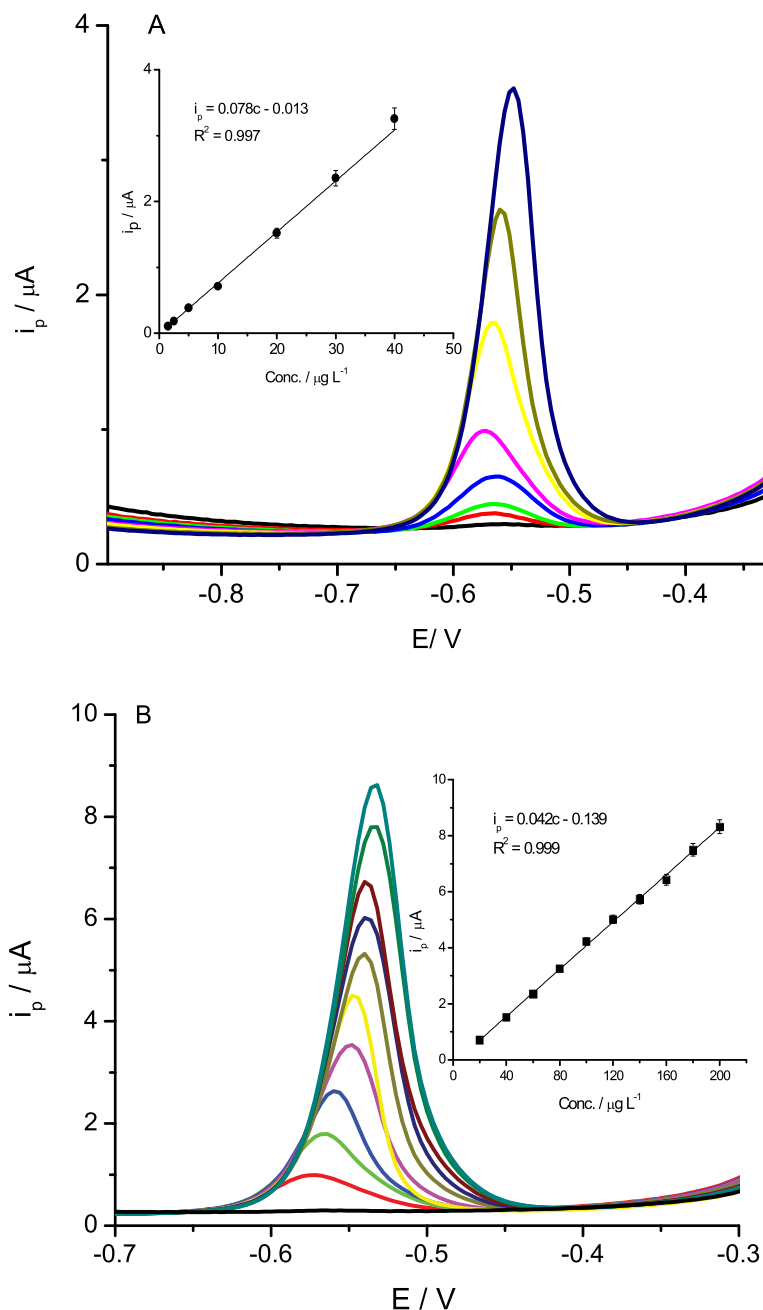 A
4
2
0
i_p / μA
-0.8 -0.7 -0.6 -0.5 -0.4
E/ V
4
2
0
i_p / μA
i_p = 0.078c - 0.013
R² = 0.997
0 10 20 30 40 50
Conc. / μg L⁻¹
B
10
8
6
4
2
0
i_p / μA
-0.7 -0.6 -0.5 -0.4 -0.3
E / V
10
8
6
4
2
0
i_p / μA
i_p = 0.042c - 0.139
R² = 0.999
0 40 80 120 160 200
Conc. / μg L⁻¹